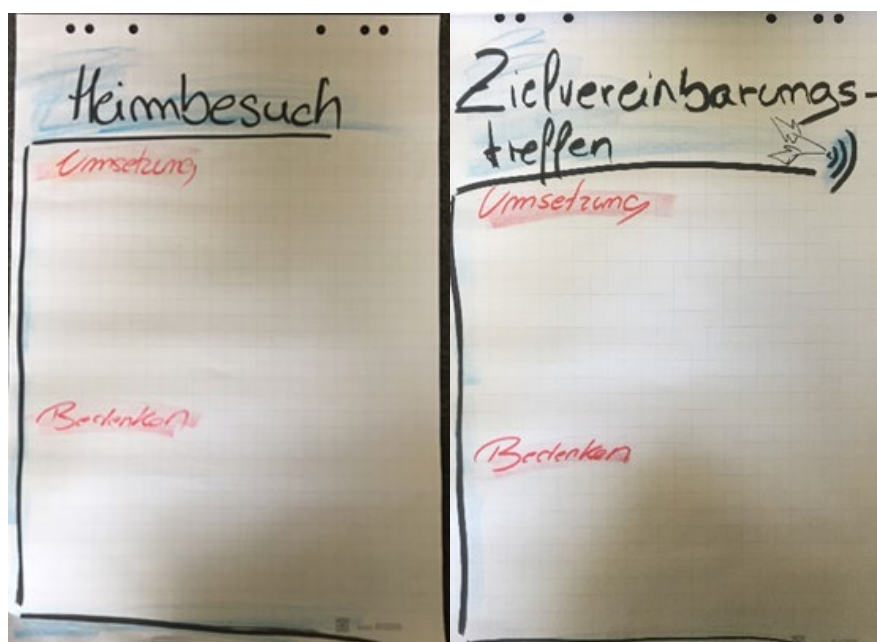 Heimbesuch
Umsetzung
Bedenken
Zielvereinbarungs-
treffen
Umsetzung
Bedenken